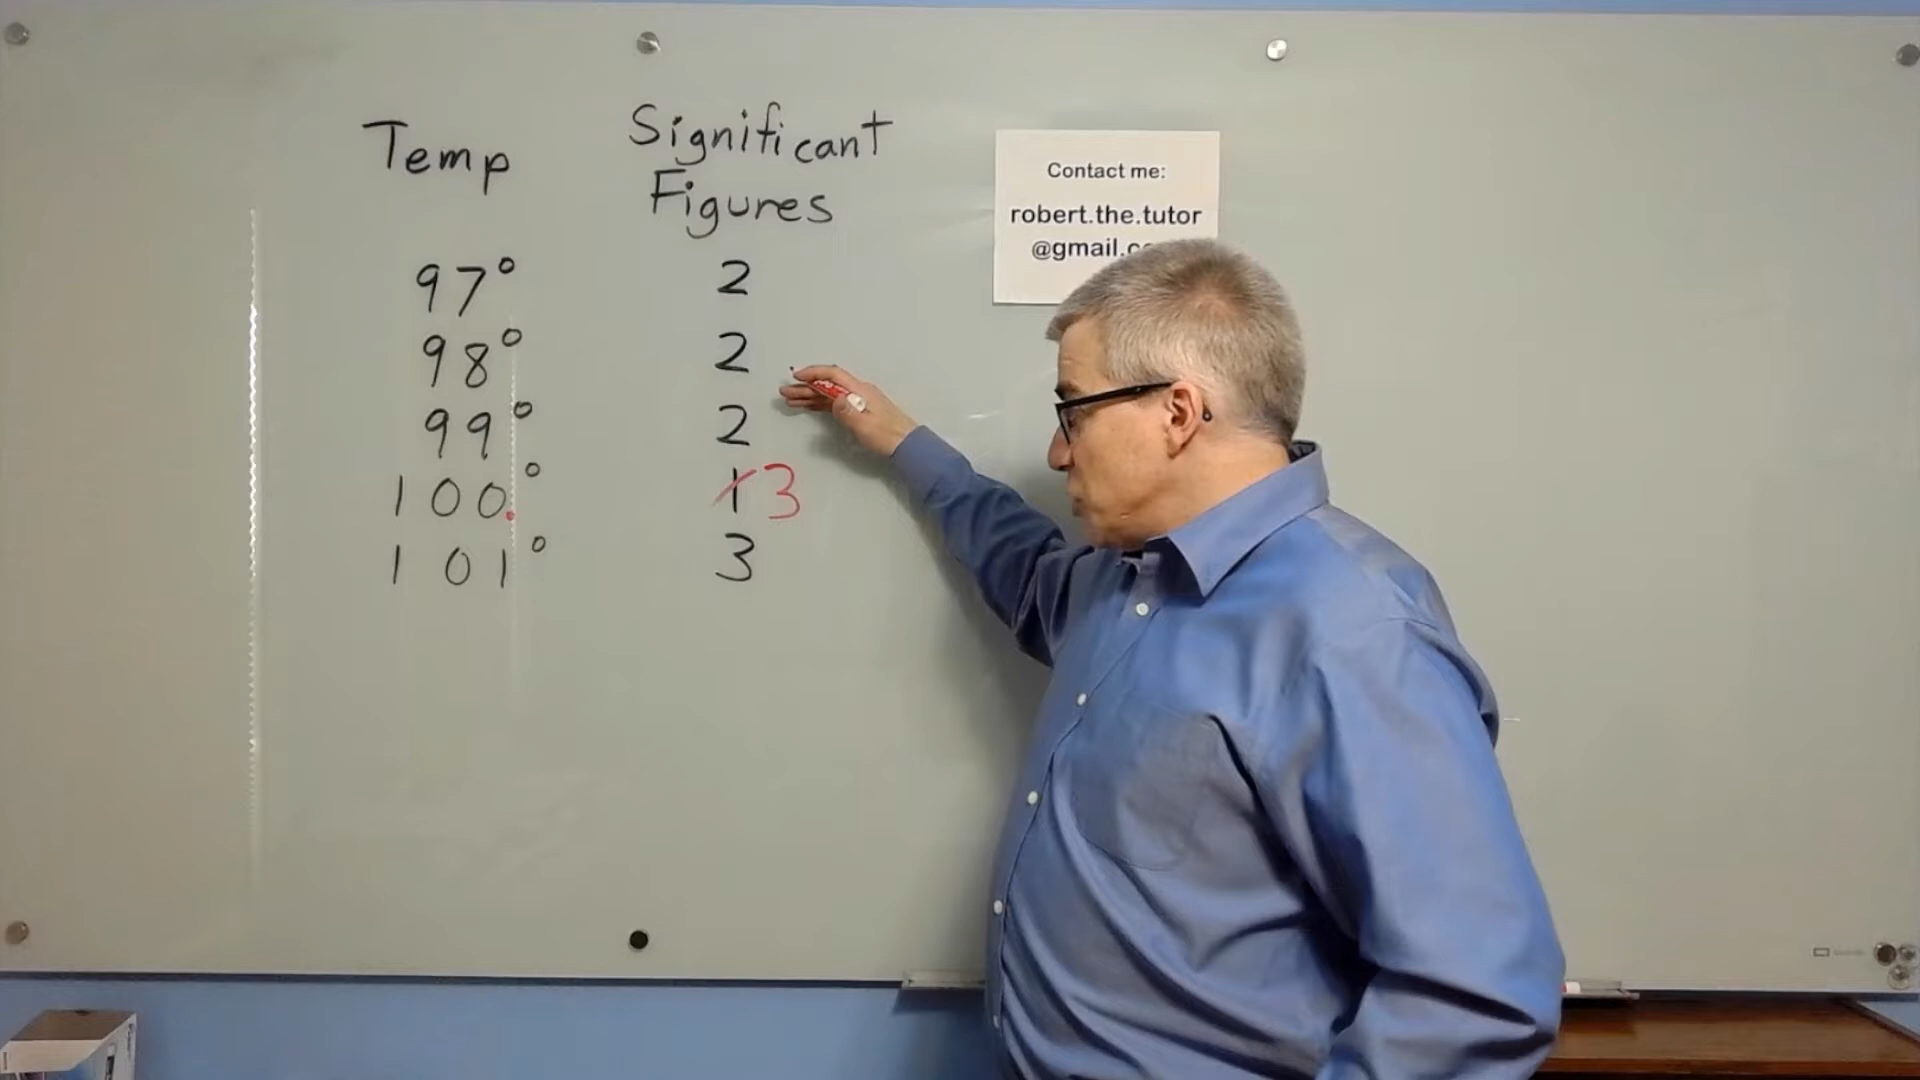 Temp Significant
Figures
97° 2
98° 2
99° 2
100.° 1 3
101° 3
Contact me:
robert.the.tutor
@gmail.c